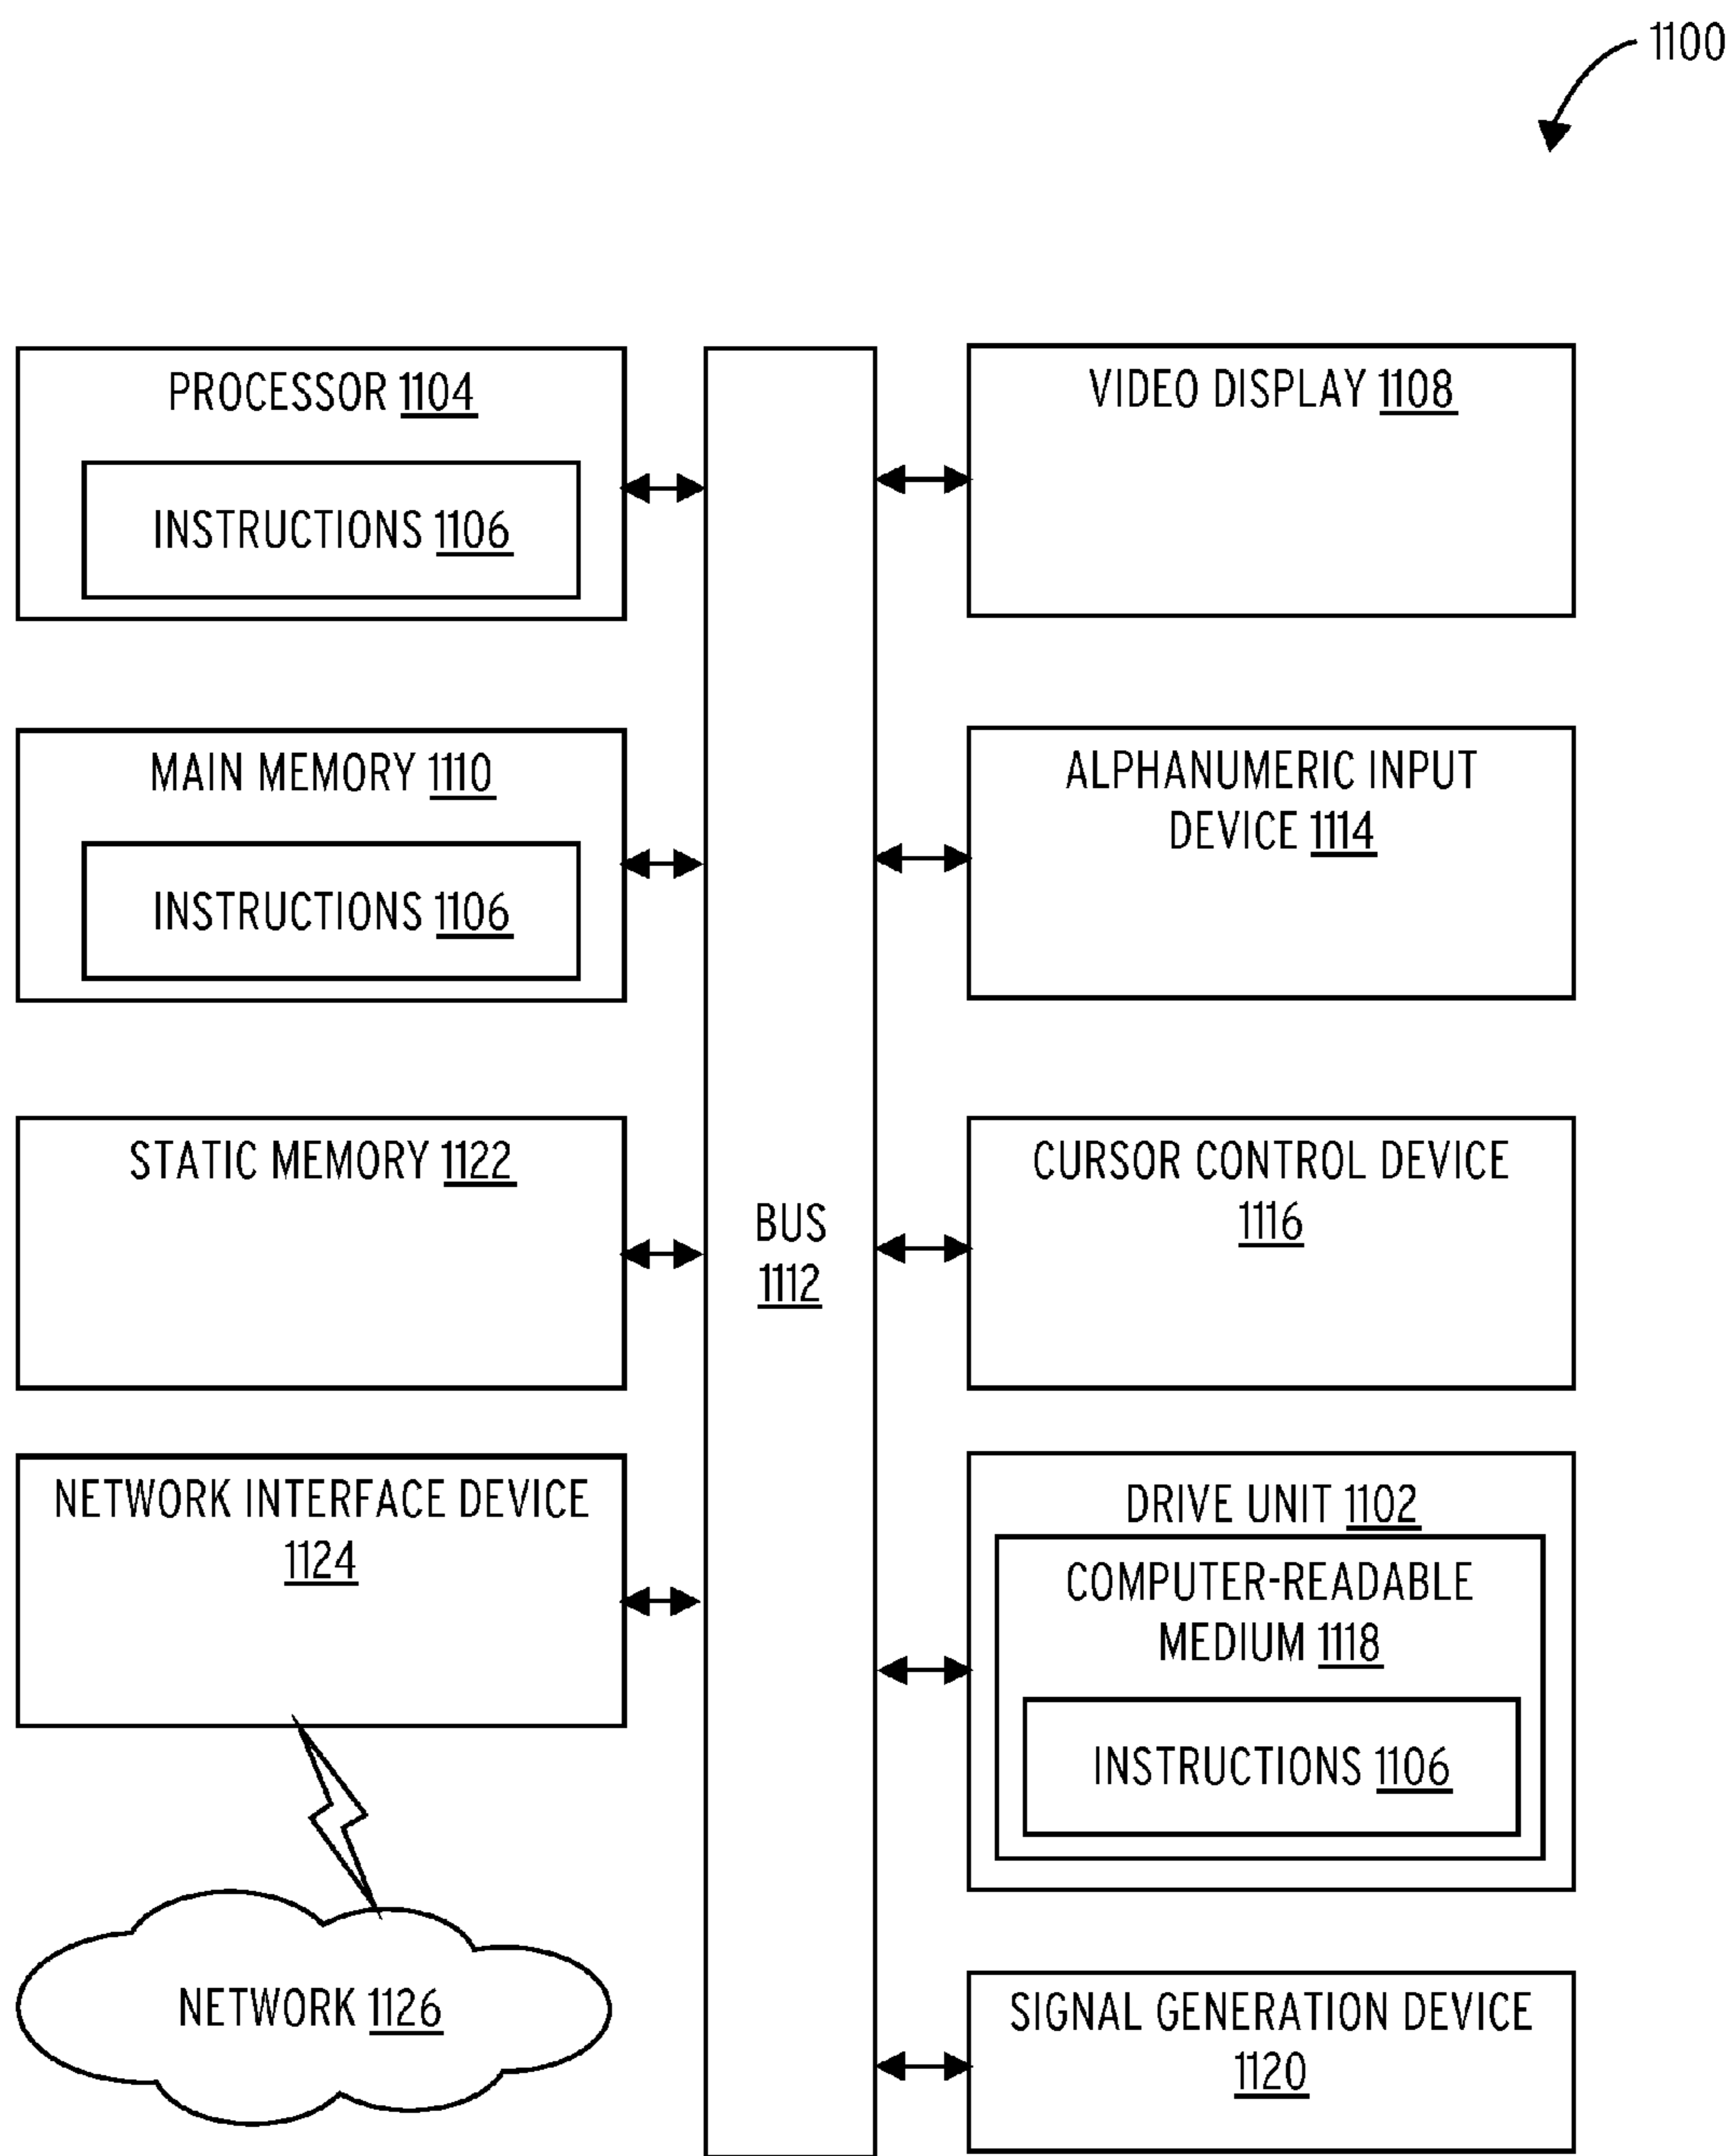 1100
PROCESSOR 1104
INSTRUCTIONS 1106
MAIN MEMORY 1110
INSTRUCTIONS 1106
STATIC MEMORY 1122
NETWORK INTERFACE DEVICE
1124
NETWORK 1126
BUS
1112
VIDEO DISPLAY 1108
ALPHANUMERIC INPUT
DEVICE 1114
CURSOR CONTROL DEVICE
1116
DRIVE UNIT 1102
COMPUTER-READABLE
MEDIUM 1118
INSTRUCTIONS 1106
SIGNAL GENERATION DEVICE
1120